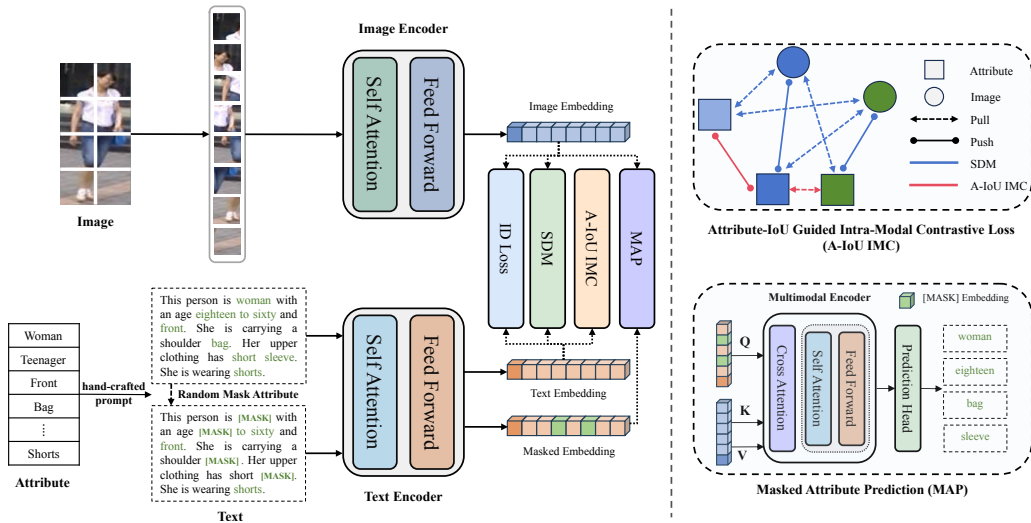 Image Encoder
Self Attention
Feed Forward
Image
Image Embedding
ID Loss
SDM
A-IoU IMC
MAP
Woman
Teenager
Front
Bag
⋮
Shorts
Attribute
hand-crafted
prompt
This person is woman with
an age eighteen to sixty and
front. She is carrying a
shoulder bag. Her upper
clothing has short sleeve.
She is wearing shorts.
Random Mask Attribute
This person is [MASK] with
an age [MASK] to sixty and
front. She is carrying a
shoulder [MASK]. Her upper
clothing has short [MASK].
She is wearing shorts.
Text
Self Attention
Feed Forward
Text Encoder
Text Embedding
Masked Embedding
Attribute
Image
Pull
Push
SDM
A-IoU IMC
Attribute-IoU Guided Intra-Modal Contrastive Loss
(A-IoU IMC)
Multimodal Encoder
[MASK] Embedding
Q
K
V
Cross Attention
Self Attention
Feed Forward
Prediction Head
woman
eighteen
bag
sleeve
Masked Attribute Prediction (MAP)